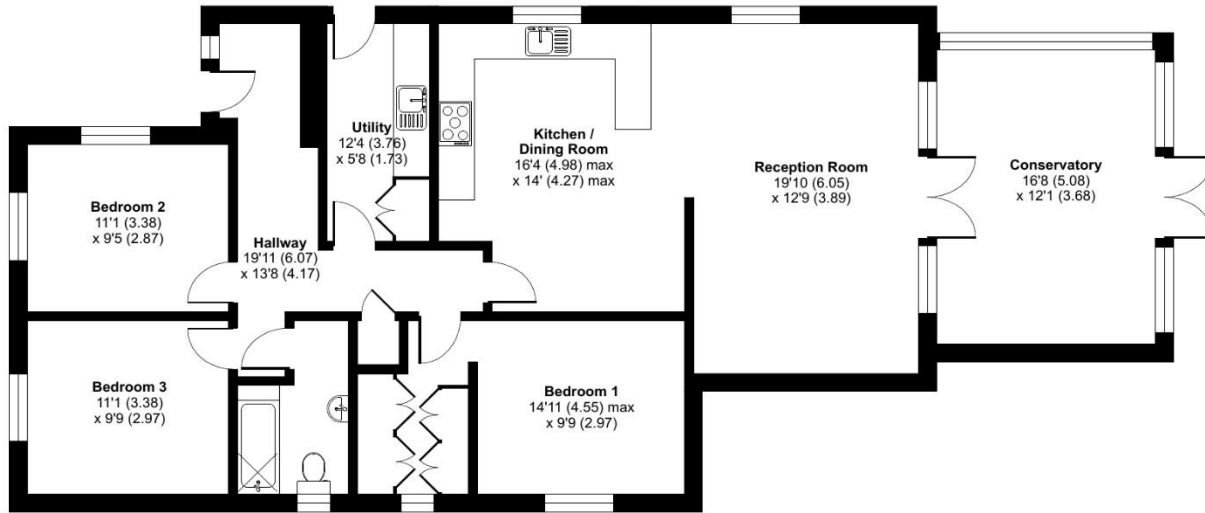 Utility
12'4 (3.76)
x 5'8 (1.73)
Kitchen /
Dining Room
16'4 (4.98) max
x 14' (4.27) max
Reception Room
19'10 (6.05)
x 12'9 (3.89)
Conservatory
16'8 (5.08)
x 12'1 (3.68)
Bedroom 2
11'1 (3.38)
x 9'5 (2.87)
Hallway
19'11 (6.07)
x 13'8 (4.17)
Bedroom 3
11'1 (3.38)
x 9'9 (2.97)
Bedroom 1
14'11 (4.55) max
x 9'9 (2.97)